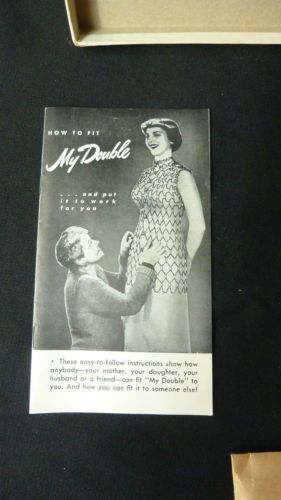 HOW TO FIT
My Double
. . . and put
it to work
for you
• These easy-to-follow instructions show how
anybody—your mother, your daughter, your
husband or a friend—can fit "My Double" to
you. And how you can fit it to someone else!